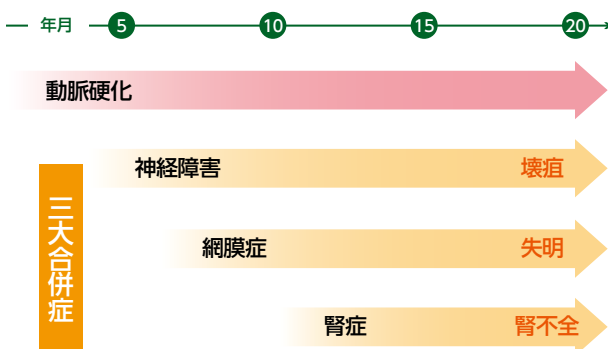 年月 5 10 15 20
動脈硬化
神経障害 壊疽
三大合併症
網膜症 失明
腎症 腎不全